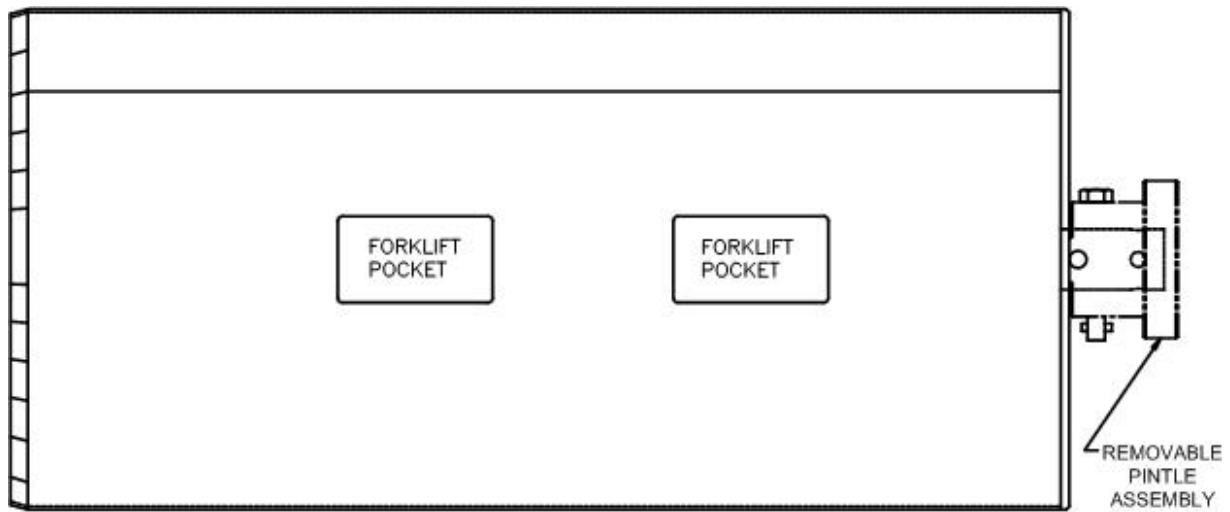 FORKLIFT
POCKET
FORKLIFT
POCKET
REMOVABLE
PINTLE
ASSEMBLY